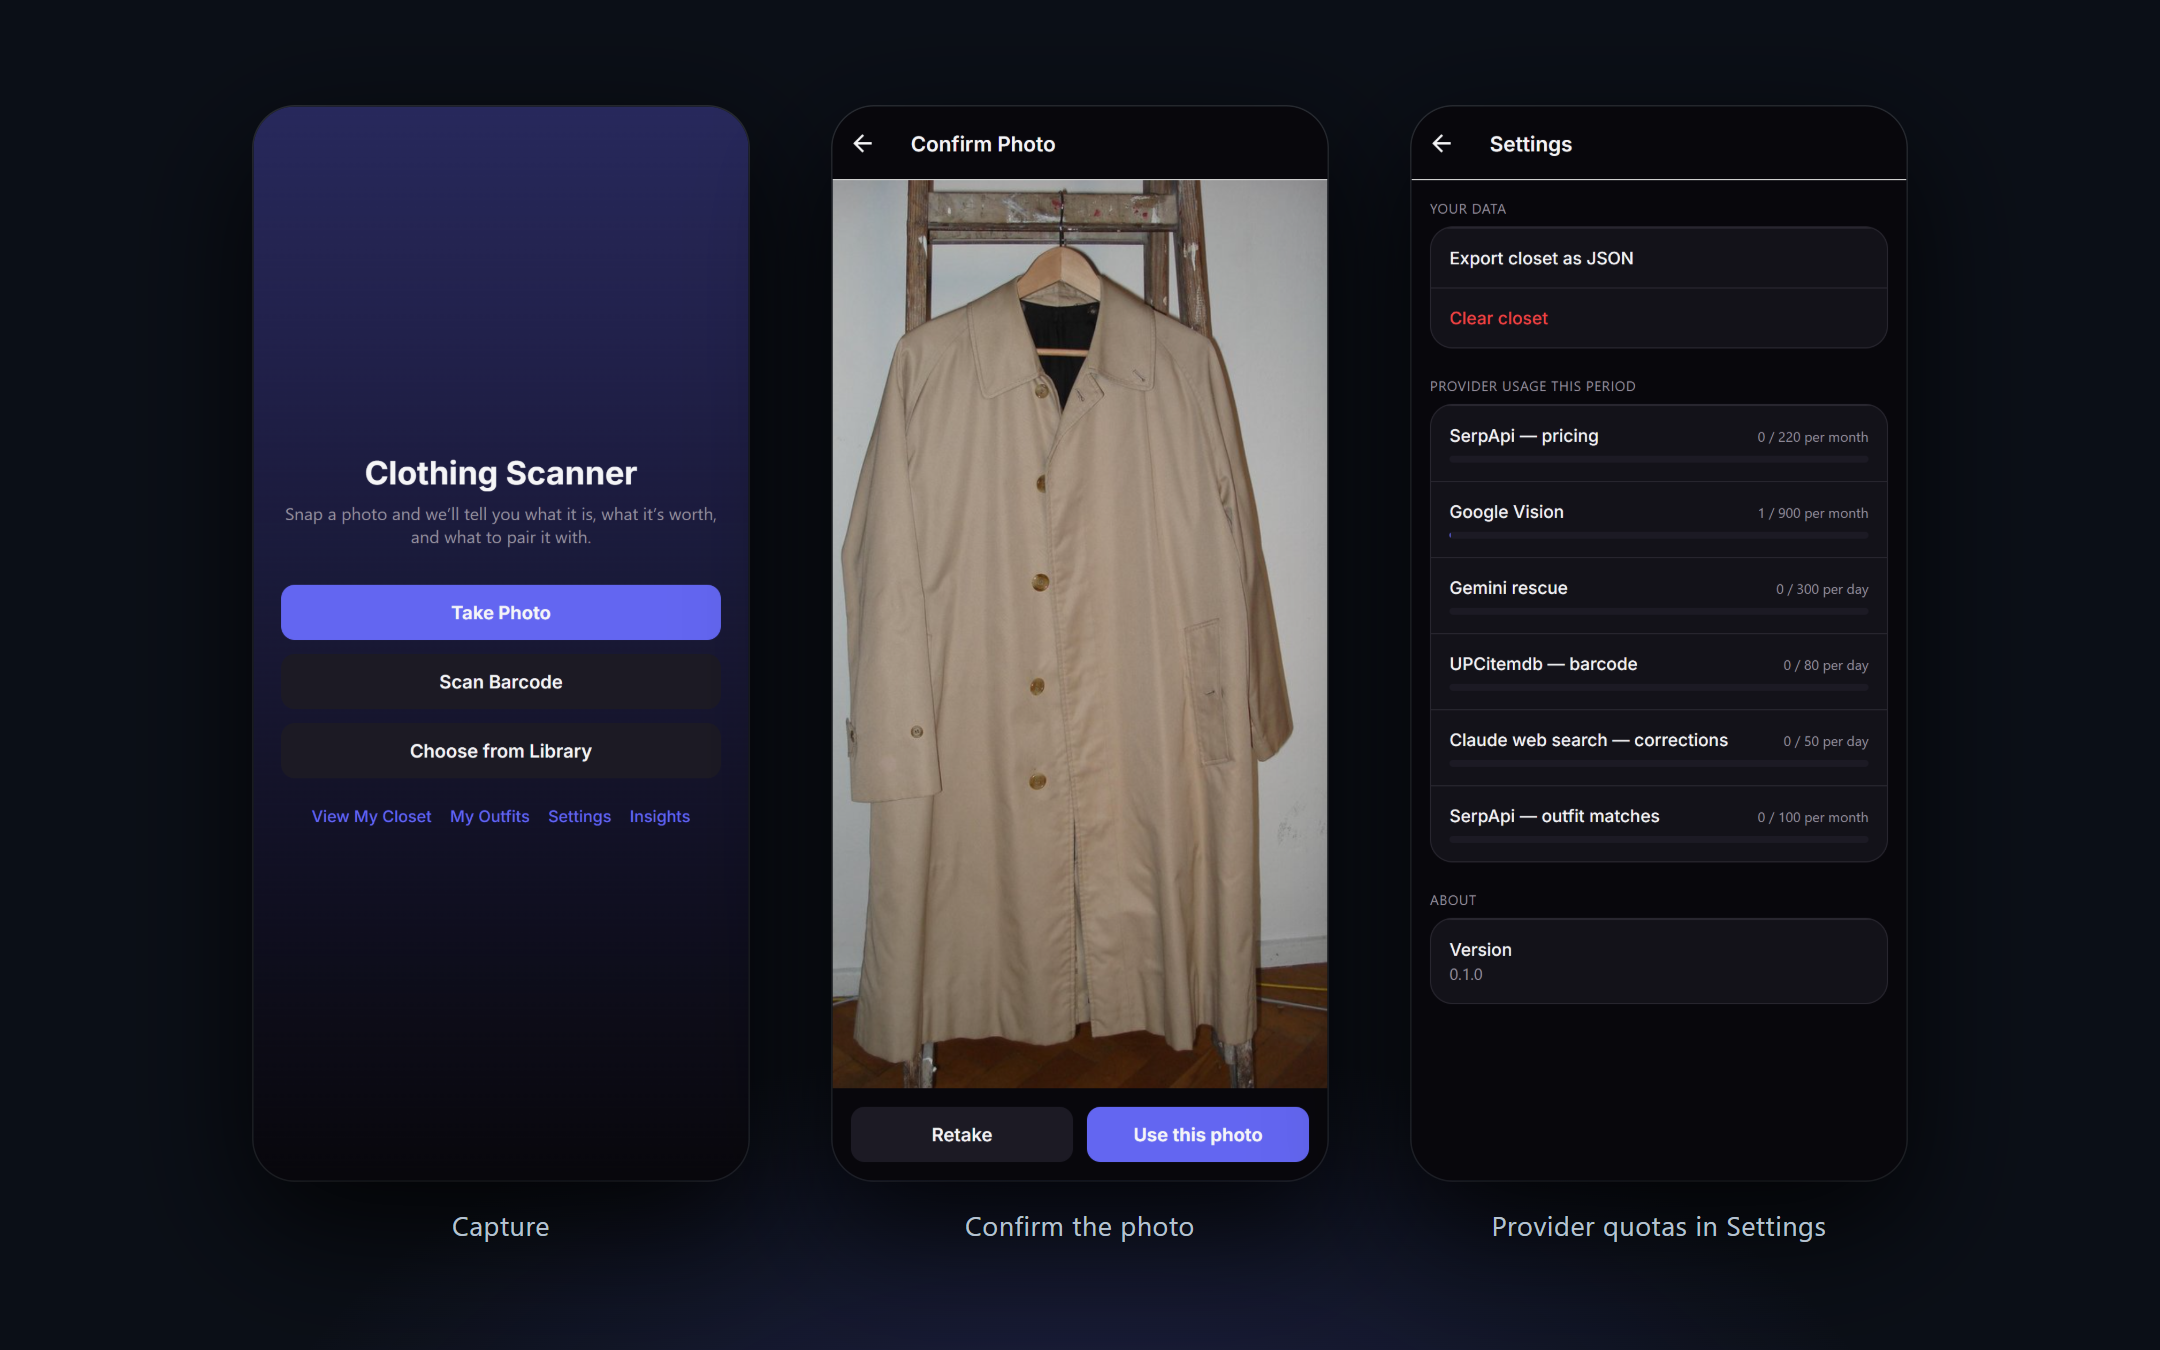 Clothing Scanner
Snap a photo and we’ll tell you what it is, what it’s worth,
and what to pair it with.
Take Photo
Scan Barcode
Choose from Library
View My Closet My Outfits Settings Insights
Capture
Confirm Photo
Retake
Use this photo
Confirm the photo
Settings
YOUR DATA
Export closet as JSON
Clear closet
PROVIDER USAGE THIS PERIOD
SerpApi — pricing 0 / 220 per month
Google Vision 1 / 900 per month
Gemini rescue 0 / 300 per day
UPCitemdb — barcode 0 / 80 per day
Claude web search — corrections 0 / 50 per day
SerpApi — outfit matches 0 / 100 per month
ABOUT
Version
0.1.0
Provider quotas in Settings